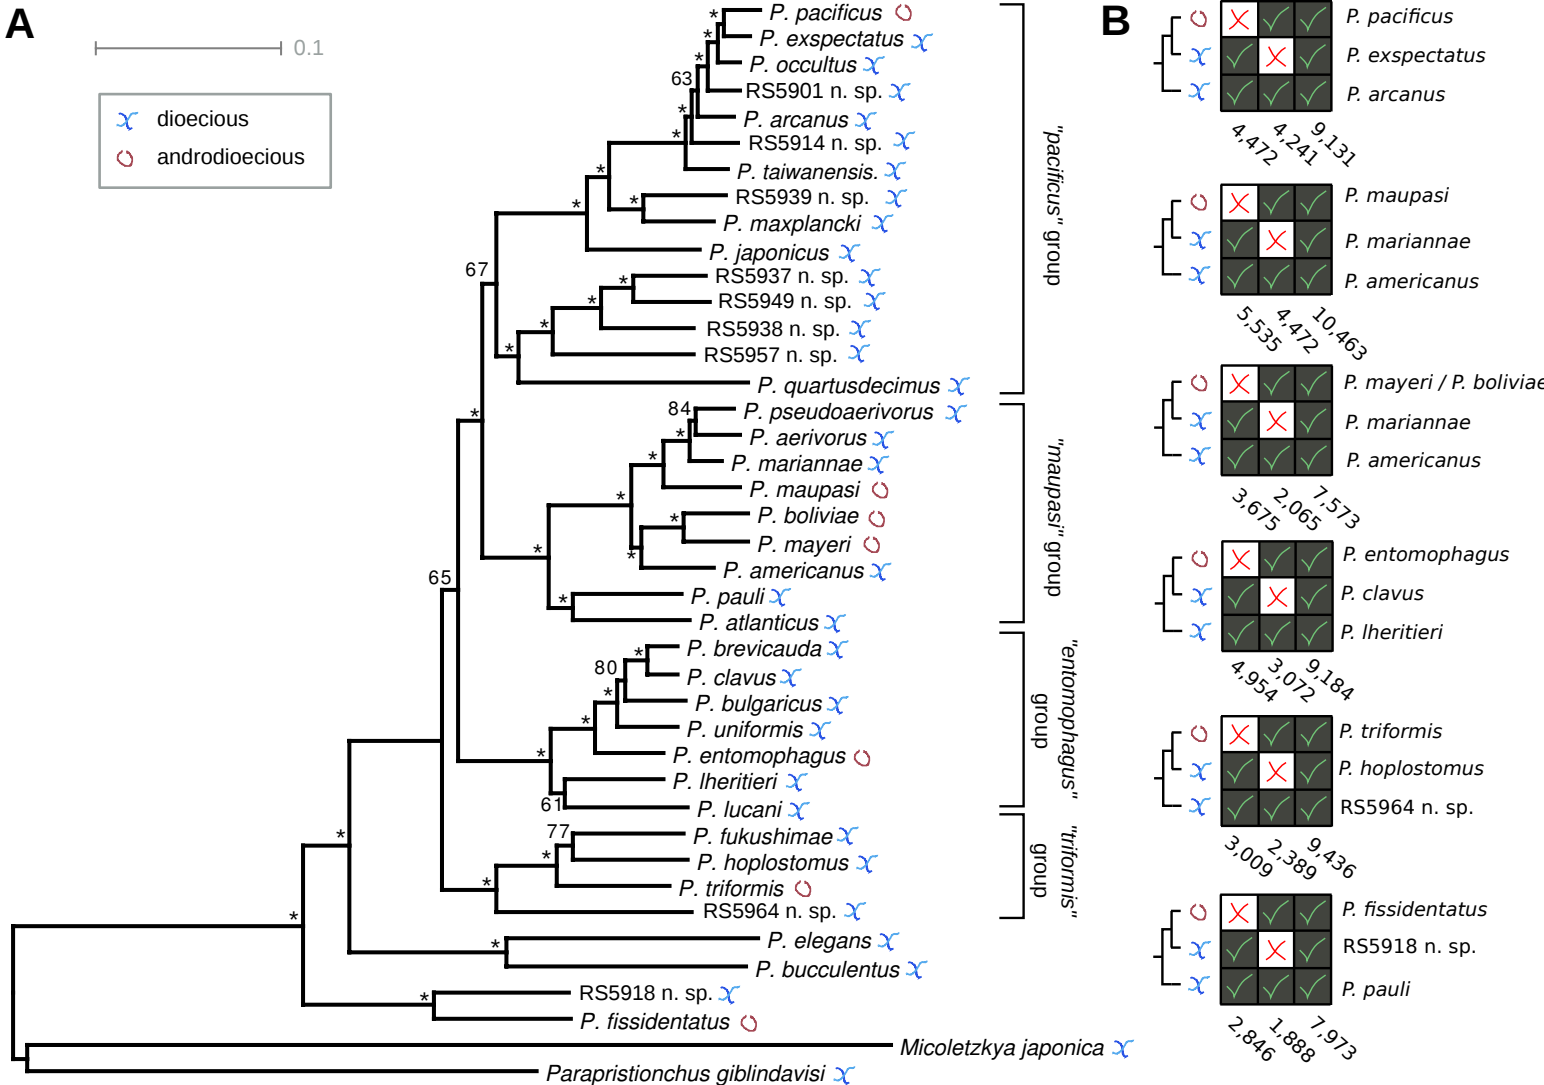 A
0.1
dioecious
androdioecious
P. pacificus
P. exspectatus
P. occultus
RS5901 n. sp.
P. arcanus
RS5914 n. sp.
P. taiwanensis.
RS5939 n. sp.
P. maxplancki
P. japonicus
RS5937 n. sp.
RS5949 n. sp.
RS5938 n. sp.
RS5957 n. sp.
P. quartusdecimus
P. pseudoaerivorus
P. aerivorus
P. mariannae
P. maupasi
P. boliviae
P. mayeri
P. americanus
P. pauli
P. atlanticus
P. brevicauda
P. clavus
P. bulgaricus
P. uniformis
P. entomophagus
P. lheritieri
P. lucani
P. fukushimae
P. hoplostomus
P. triformis
RS5964 n. sp.
P. elegans
P. bucculentus
RS5918 n. sp.
P. fissidentatus
Micoletzkya japonica
Parapristionchus giblindavisi
63
67
84
65
80
61
77
* * * * * * * * * * * * * * * * * * * * * * * * * * * * * * *
"pacificus" group
"maupasi" group
"entomophagus"
group
"triformis"
group
B
P. pacificus
P. exspectatus
P. arcanus
4,472 4,241 9,131
P. maupasi
P. mariannae
P. americanus
5,535 4,472 10,463
P. mayeri / P. boliviae
P. mariannae
P. americanus
3,675 2,065 7,573
P. entomophagus
P. clavus
P. lheritieri
4,954 3,072 9,184
P. triformis
P. hoplostomus
RS5964 n. sp.
3,009 2,389 9,436
P. fissidentatus
RS5918 n. sp.
P. pauli
2,846 1,888 7,973